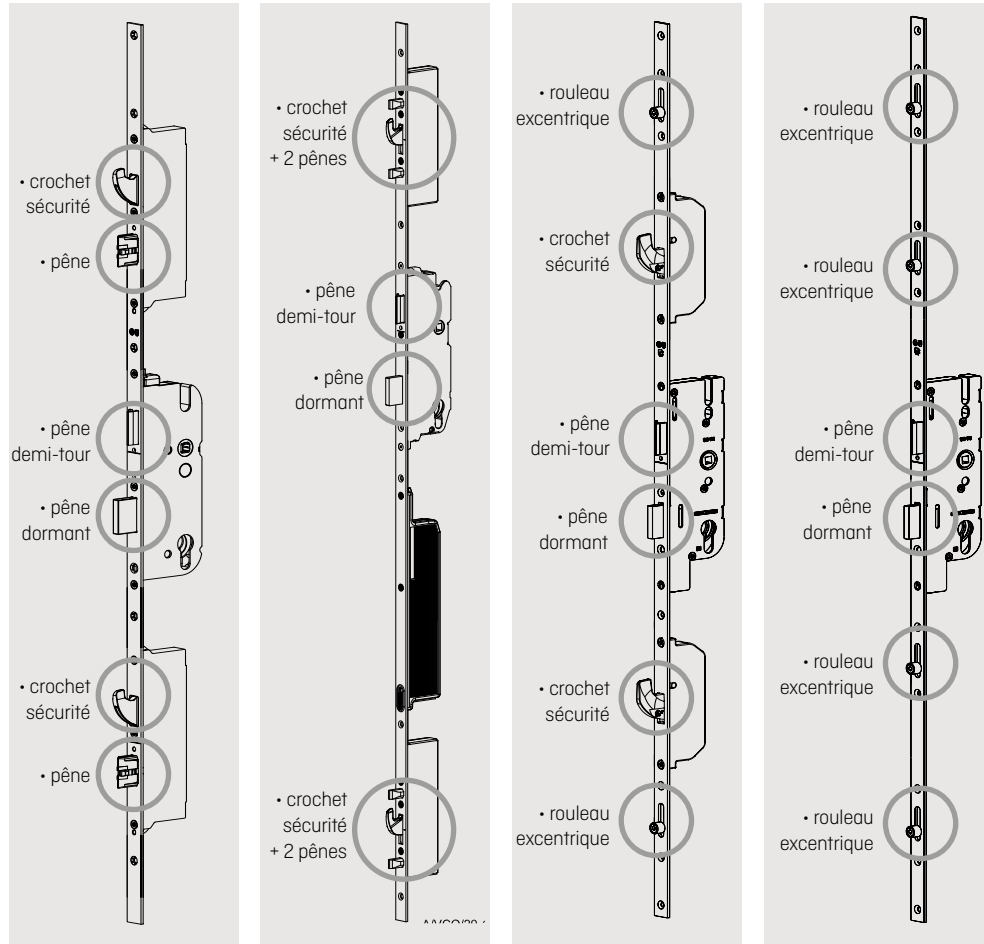 • crochet
sécurité
• pêne
• pêne
demi-tour
• pêne
dormant
• crochet
sécurité
• pêne
• crochet
sécurité
+ 2 pênes
• pêne
demi-tour
• pêne
dormant
• crochet
sécurité
+ 2 pênes
• rouleau
excentrique
• crochet
sécurité
• pêne
demi-tour
• pêne
dormant
• crochet
sécurité
• rouleau
excentrique
• rouleau
excentrique
• rouleau
excentrique
• pêne
demi-tour
• pêne
dormant
• rouleau
excentrique
• rouleau
excentrique